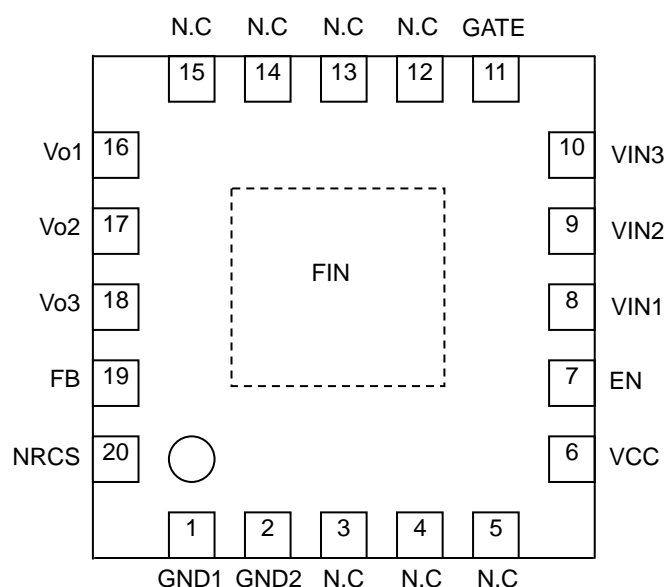 N.C N.C N.C N.C GATE
15 14 13 12 11
Vo1 16 10 VIN3
Vo2 17 9 VIN2
FIN
Vo3 18 8 VIN1
FB 19 7 EN
NRCS 20 6 VCC
1 2 3 4 5
GND1 GND2 N.C N.C N.C